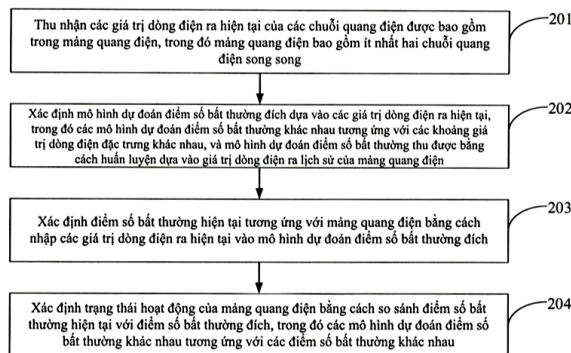 Thu nhận các giá trị dòng điện ra hiện tại của các chuỗi quang điện được bao gồm
trong mảng quang điện, trong đó mảng quang điện bao gồm ít nhất hai chuỗi quang
điện song song
201
Xác định mô hình dự đoán điểm số bất thường đích dựa vào các giá trị dòng điện ra hiện tại,
trong đó các mô hình dự đoán điểm số bất thường khác nhau tương ứng với các khoảng giá
trị dòng điện đặc trưng khác nhau, và mô hình dự đoán điểm số bất thường thu được bằng
cách huấn luyện dựa vào giá trị dòng điện ra lịch sử của mảng quang điện
202
Xác định điểm số bất thường hiện tại tương ứng với mảng quang điện bằng cách
nhập các giá trị dòng điện ra hiện tại vào mô hình dự đoán điểm số bất thường đích
203
Xác định trạng thái hoạt động của mảng quang điện bằng cách so sánh điểm số bất
thường hiện tại với điểm số bất thường đích, trong đó các mô hình dự đoán điểm số
bất thường khác nhau tương ứng với các điểm số bất thường khác nhau
204